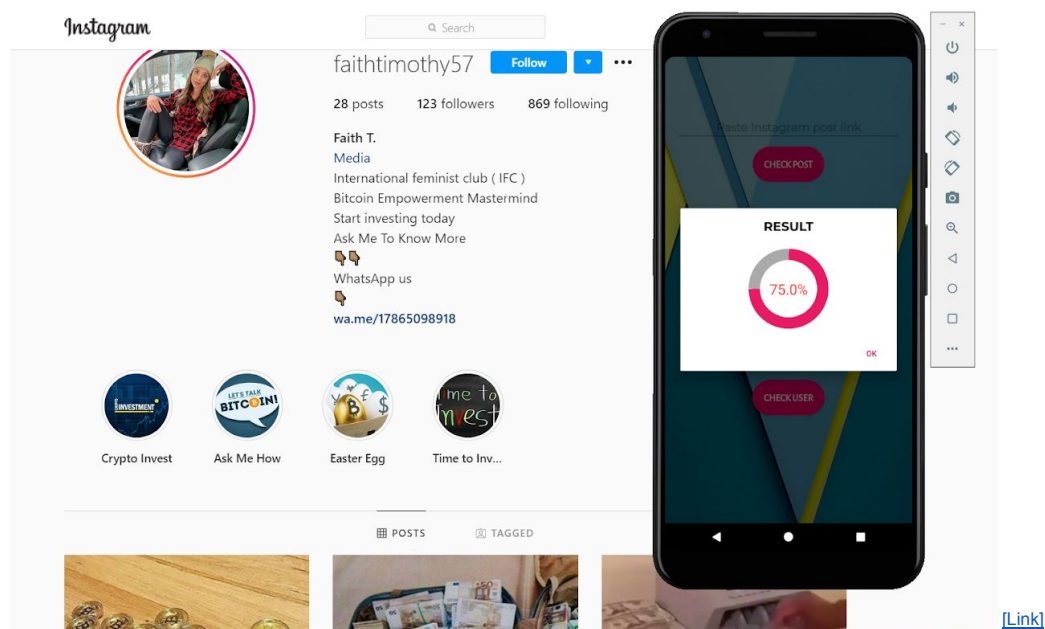 Instagram
Search
faithtimothy57 Follow
28 posts 123 followers 869 following
Faith T.
Media
International feminist club ( IFC )
Bitcoin Empowerment Mastermind
Start investing today
Ask Me To Know More
WhatsApp us
wa.me/17865098918
INVESTMENT
LET'S TALK
BITCOIN!
Time to
Invest
Crypto Invest Ask Me How Easter Egg Time to Inv...
POSTS TAGGED
Paste Instagram post link
CHECK POST
RESULT
75.0%
OK
CHECK USER
[Link]